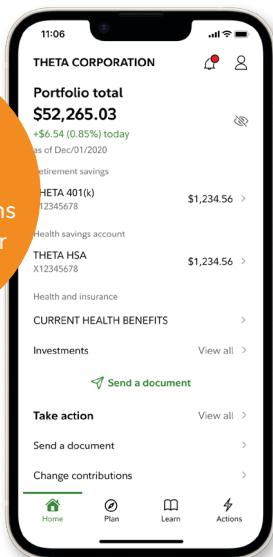 11:06
THETA CORPORATION
Portfolio total
$52,265.03
+$6.54 (0.85%) today
as of Dec/01/2020
etirement savings
HETA 401(k)
12345678
$1,234.56
Health savings account
THETA HSA
X12345678
$1,234.56
Health and insurance
CURRENT HEALTH BENEFITS
Investments
View all
Send a document
Take action
View all
Send a document
Change contributions
Home
Plan
Learn
Actions